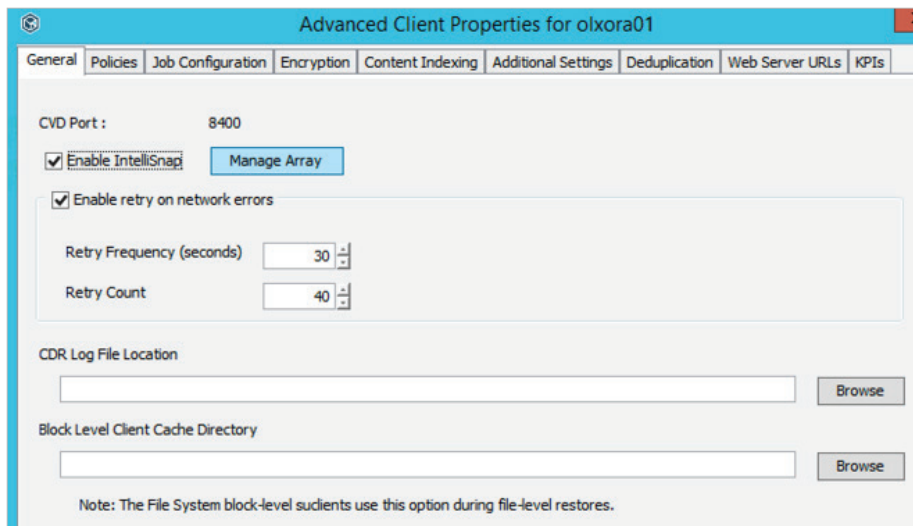 Advanced Client Properties for olxora01
General Policies Job Configuration Encryption Content Indexing Additional Settings Deduplication Web Server URLs KPIs
CVD Port : 8400
Enable IntelliSnap Manage Array
Enable retry on network errors
Retry Frequency (seconds) 30
Retry Count 40
CDR Log File Location
Browse
Block Level Client Cache Directory
Browse
Note: The File System block-level suclients use this option during file-level restores.